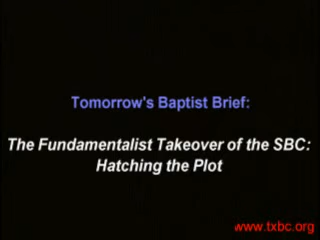 Tomorrow's Baptist Brief:
The Fundamentalist Takeover of the SBC:
Hatching the Plot
www.txbc.org